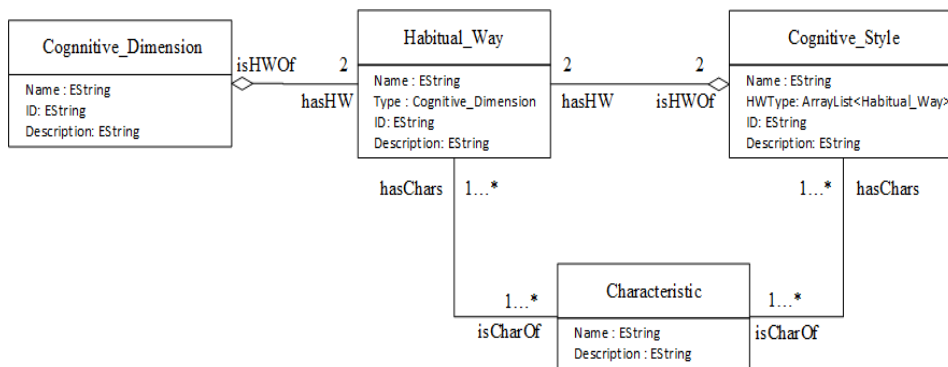 Cognnitive_Dimension
Name : EString
ID: EString
Description: EString
isHWOf
2
hasHW
Habitual_Way
Name : EString
Type : Cognitive_Dimension
ID: EString
Description: EString
2
2
hasHW
isHWOf
Cognitive_Style
Name : EString
HWType: ArrayList<Habitual_Way>
ID: EString
Description: EString
hasChars
1...*
1...*
hasChars
1...*
isCharOf
Characteristic
Name : EString
Description : EString
1...*
isCharOf